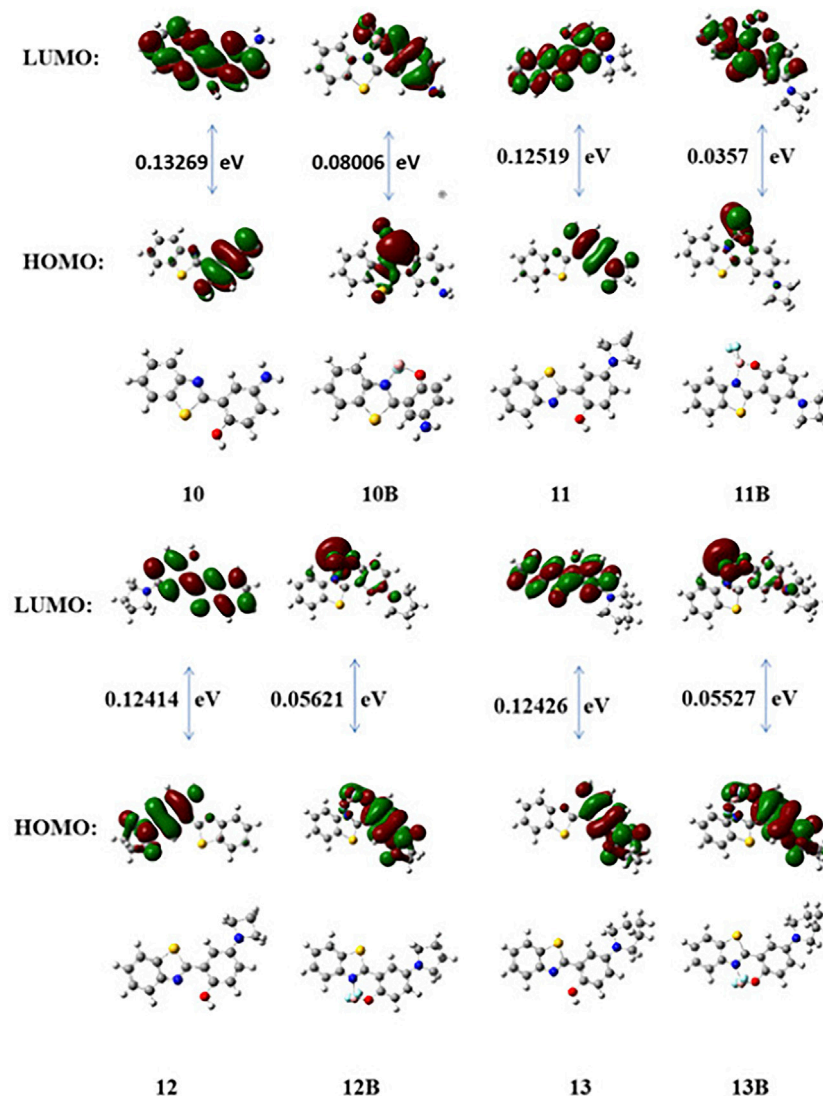 LUMO:
0.13269 eV 0.08006 eV 0.12519 eV 0.0357 eV
HOMO:
10 10B 11 11B
LUMO:
0.12414 eV 0.05621 eV 0.12426 eV 0.05527 eV
HOMO:
12 12B 13 13B